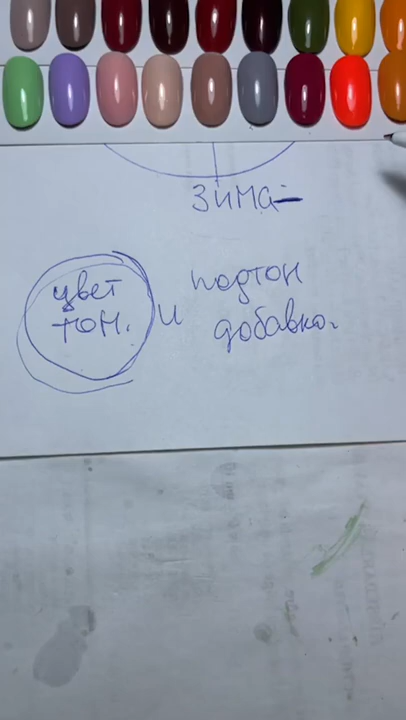 зима-
цвет
тон.
и
подтон
добавка.